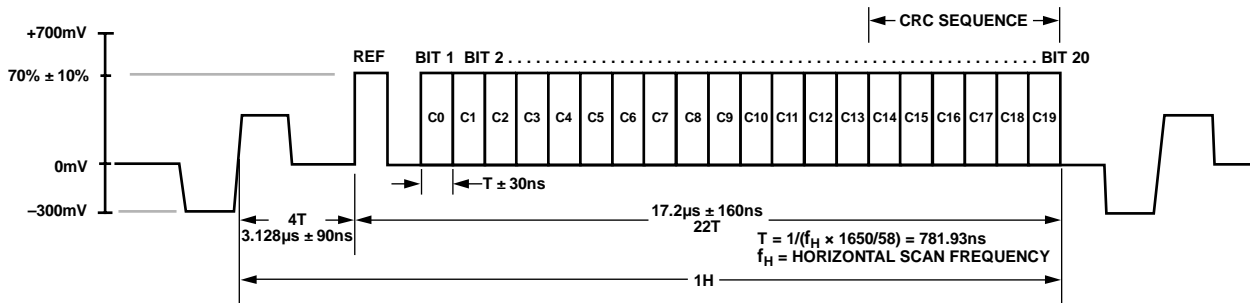 CRC SEQUENCE
+700mV
REF
BIT 1 BIT 2 . . . . . . . . . . . . . . . . . . . . . . . . . . . . . . . . . . . . . . . . . . . . . . . . . . . . . . . . . . . . . . . . . . . . . . BIT 20
70% ± 10%
C0 C1 C2 C3 C4 C5 C6 C7 C8 C9 C10 C11 C12 C13 C14 C15 C16 C17 C18 C19
0mV
T ± 30ns
–300mV
4T
3.128µs ± 90ns
17.2µs ± 160ns
22T
T = 1/(fH × 1650/58) = 781.93ns
fH = HORIZONTAL SCAN FREQUENCY
1H